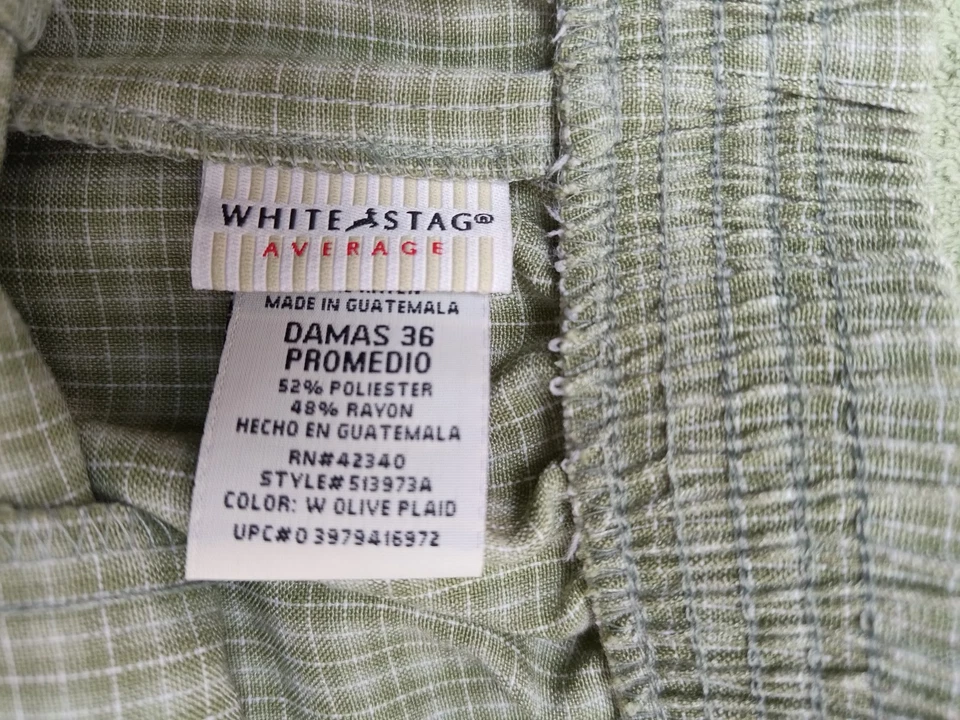 WHITE STAG®
AVERAGE
MADE IN GUATEMALA
DAMAS 36
PROMEDIO
52% POLIESTER
48% RAYON
HECHO EN GUATEMALA
RN#42340
STYLE#513973A
COLOR: W OLIVE PLAID
UPC#0 3979416972